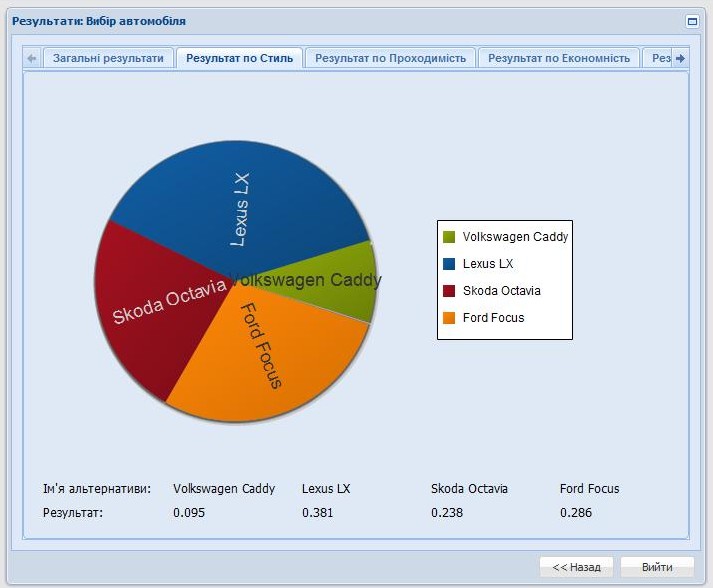 Результати: Вибір автомобіля
Загальні результати Результат по Стиль Результат по Проходимість Результат по Економність Рез
Lexus LX
Volkswagen Caddy
Skoda Octavia
Ford Focus
Volkswagen Caddy
Lexus LX
Skoda Octavia
Ford Focus
Ім'я альтернативи: Volkswagen Caddy Lexus LX Skoda Octavia Ford Focus
Результат: 0.095 0.381 0.238 0.286
<< Назад Вийти